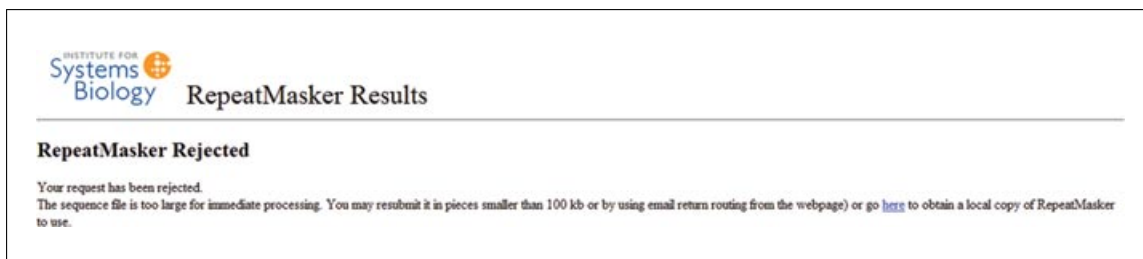 INSTITUTE FOR
Systems
Biology
RepeatMasker Results
RepeatMasker Rejected
Your request has been rejected.
The sequence file is too large for immediate processing. You may resubmit it in pieces smaller than 100 kb or by using email return routing from the webpage) or go here to obtain a local copy of RepeatMasker
to use.